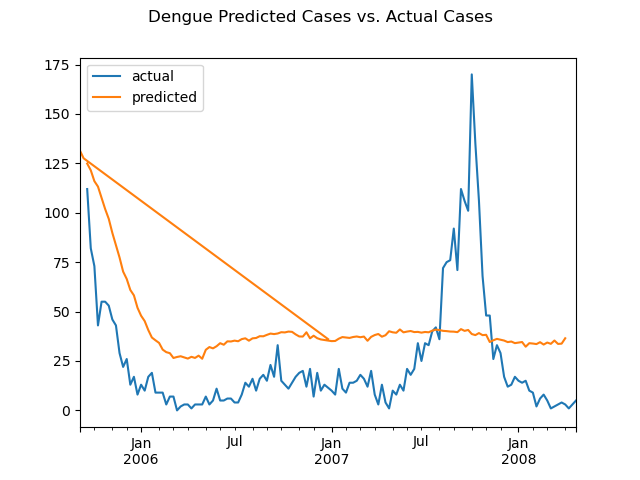 Dengue Predicted Cases vs. Actual Cases
actual
predicted
175
150
125
100
75
50
25
0
Jan
2006
Jul
Jan
2007
Jul
Jan
2008